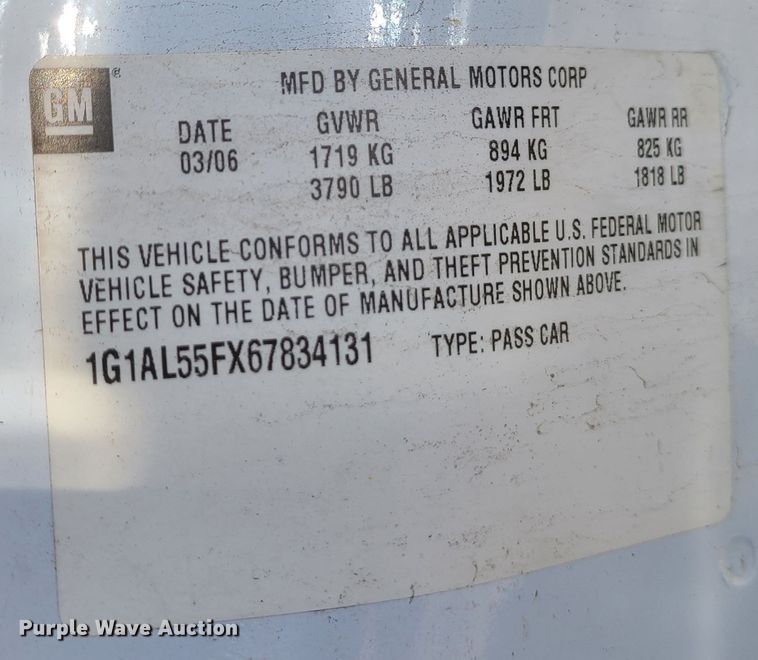 GM
MFD BY GENERAL MOTORS CORP
DATE GVWR GAWR FRT GAWR RR
03/06 1719 KG 894 KG 825 KG
3790 LB 1972 LB 1818 LB
THIS VEHICLE CONFORMS TO ALL APPLICABLE U.S. FEDERAL MOTOR
VEHICLE SAFETY, BUMPER, AND THEFT PREVENTION STANDARDS IN
EFFECT ON THE DATE OF MANUFACTURE SHOWN ABOVE.
1G1AL55FX67834131 TYPE: PASS CAR
Purple Wave Auction